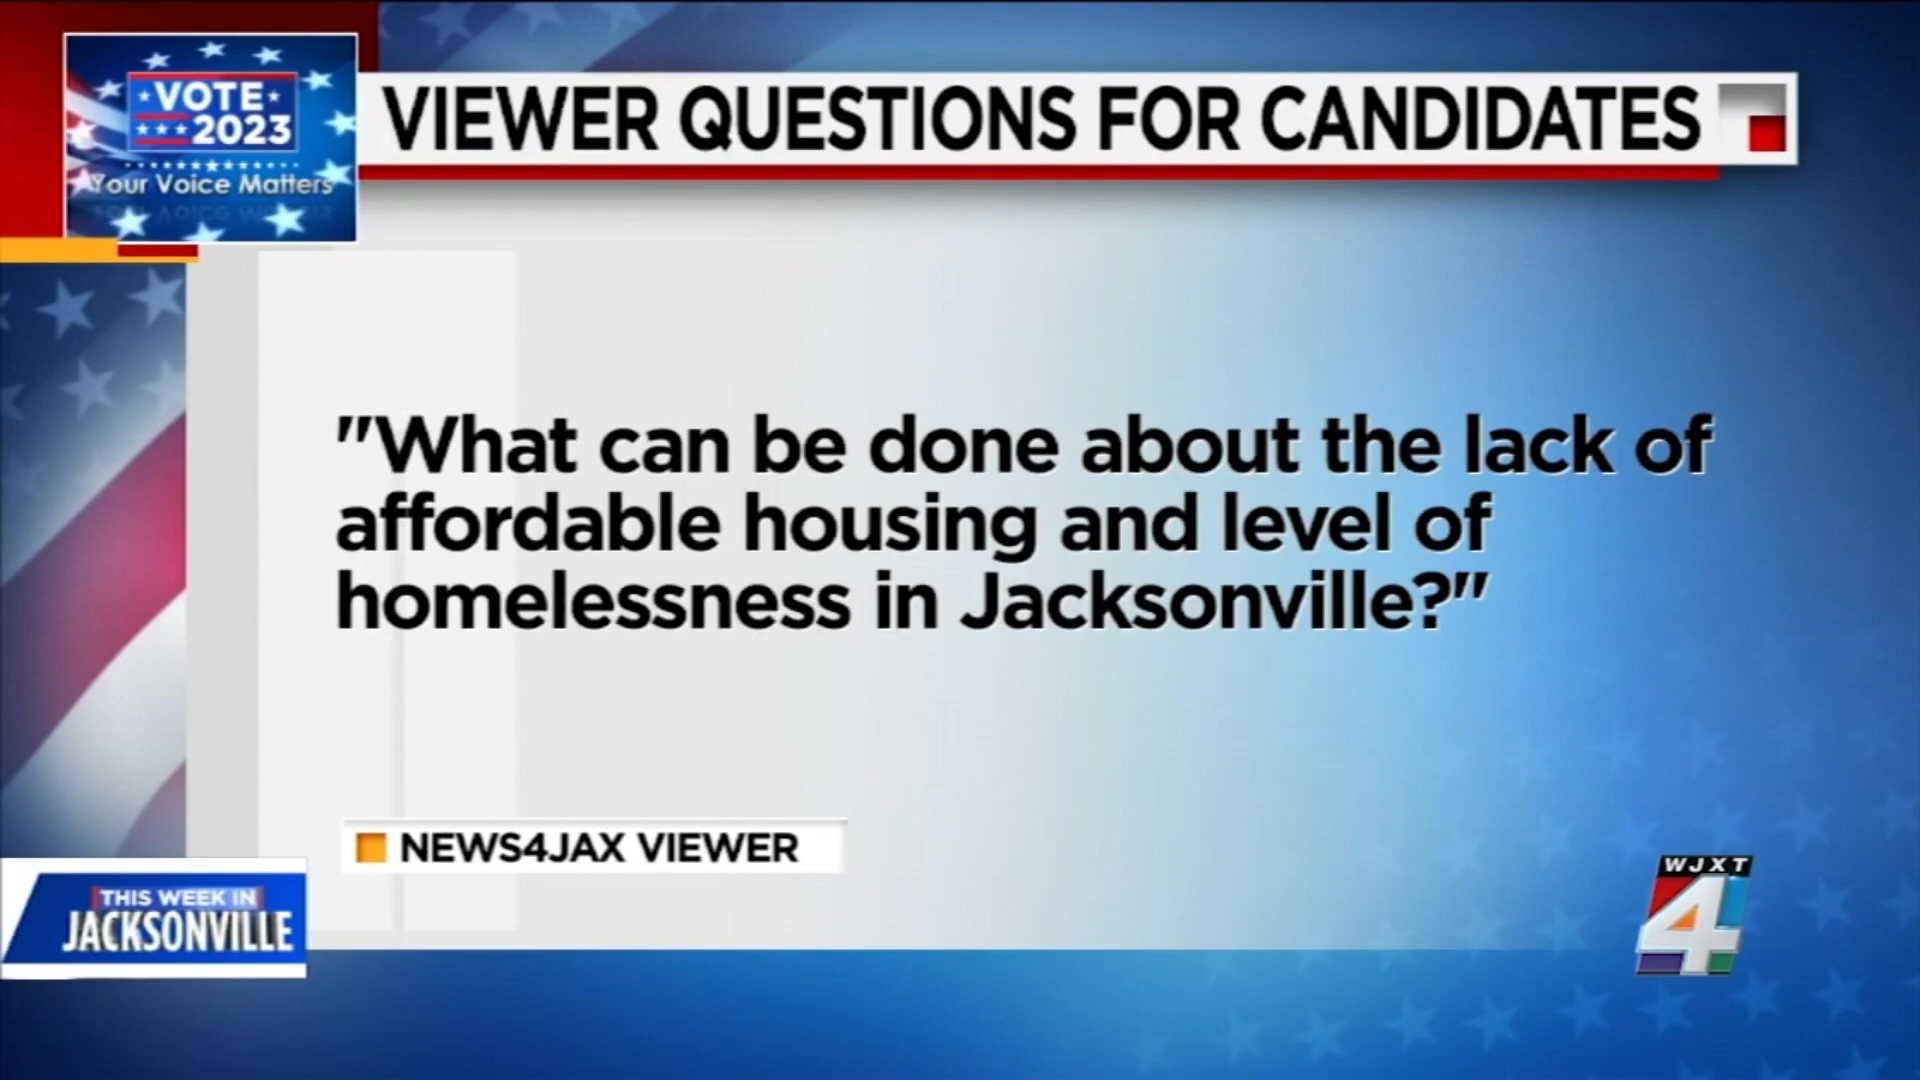 VOTE
2023
Your Voice Matters
VIEWER QUESTIONS FOR CANDIDATES
"What can be done about the lack of
affordable housing and level of
homelessness in Jacksonville?"
NEWS4JAX VIEWER
THIS WEEK IN
JACKSONVILLE
WJXT
4